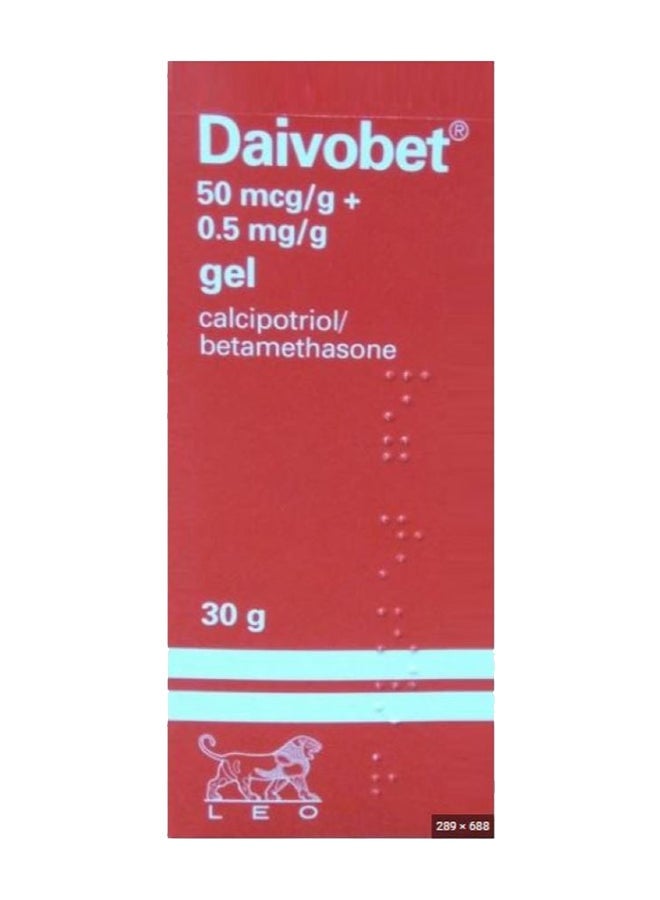 Daivobet®
50 mcg/g +
0.5 mg/g
gel
calcipotriol/
betamethasone
30 g
LEO
289 × 688